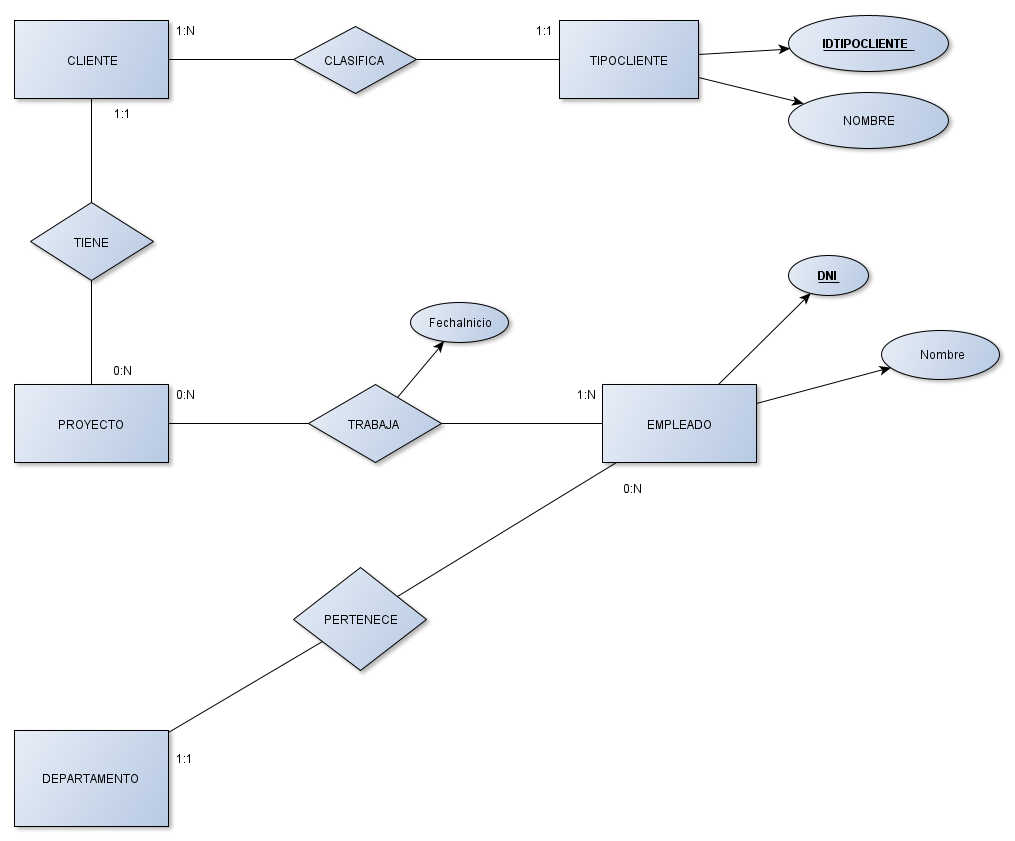 CLIENTE
1:N
CLASIFICA
1:1
TIPOCLIENTE
IDTIPOCLIENTE
NOMBRE
1:1
TIENE
0:N
PROYECTO
0:N
FechaInicio
TRABAJA
1:N
EMPLEADO
DNI
Nombre
0:N
PERTENECE
1:1
DEPARTAMENTO